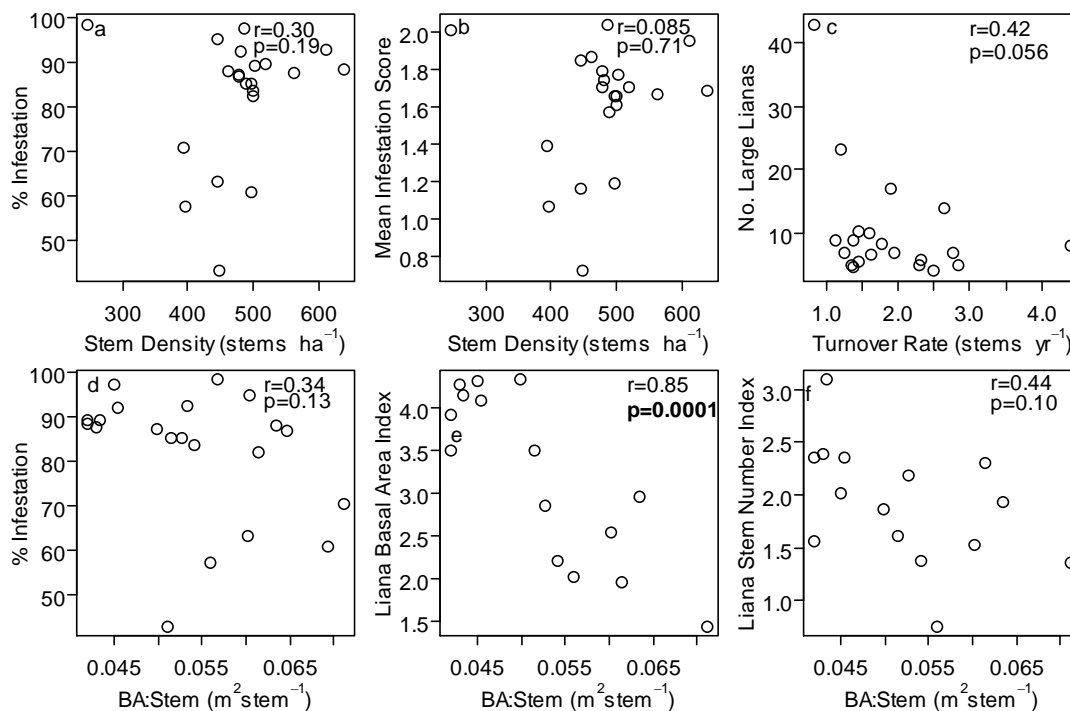 a
r=0.30
p=0.19
% Infestation
100
90
80
70
60
50
300 400 500 600
Stem Density (stems ha⁻¹)
b
r=0.085
p=0.71
Mean Infestation Score
2.0
1.6
1.2
1.0
0.8
300 400 500 600
Stem Density (stems ha⁻¹)
c
r=0.42
p=0.056
No. Large Lianas
40
30
20
10
1.0 2.0 3.0 4.0
Turnover Rate (stems yr⁻¹)
d
r=0.34
p=0.13
% Infestation
100
90
80
70
60
50
0.045 0.055 0.065
BA:Stem (m² stem⁻¹)
e
r=0.85
p=0.0001
Liana Basal Area Index
4.0
3.5
3.0
2.5
2.0
1.5
0.045 0.055 0.065
BA:Stem (m² stem⁻¹)
f
r=0.44
p=0.10
Liana Stem Number Index
3.0
2.5
2.0
1.5
1.0
0.045 0.055 0.065
BA:Stem (m² stem⁻¹)